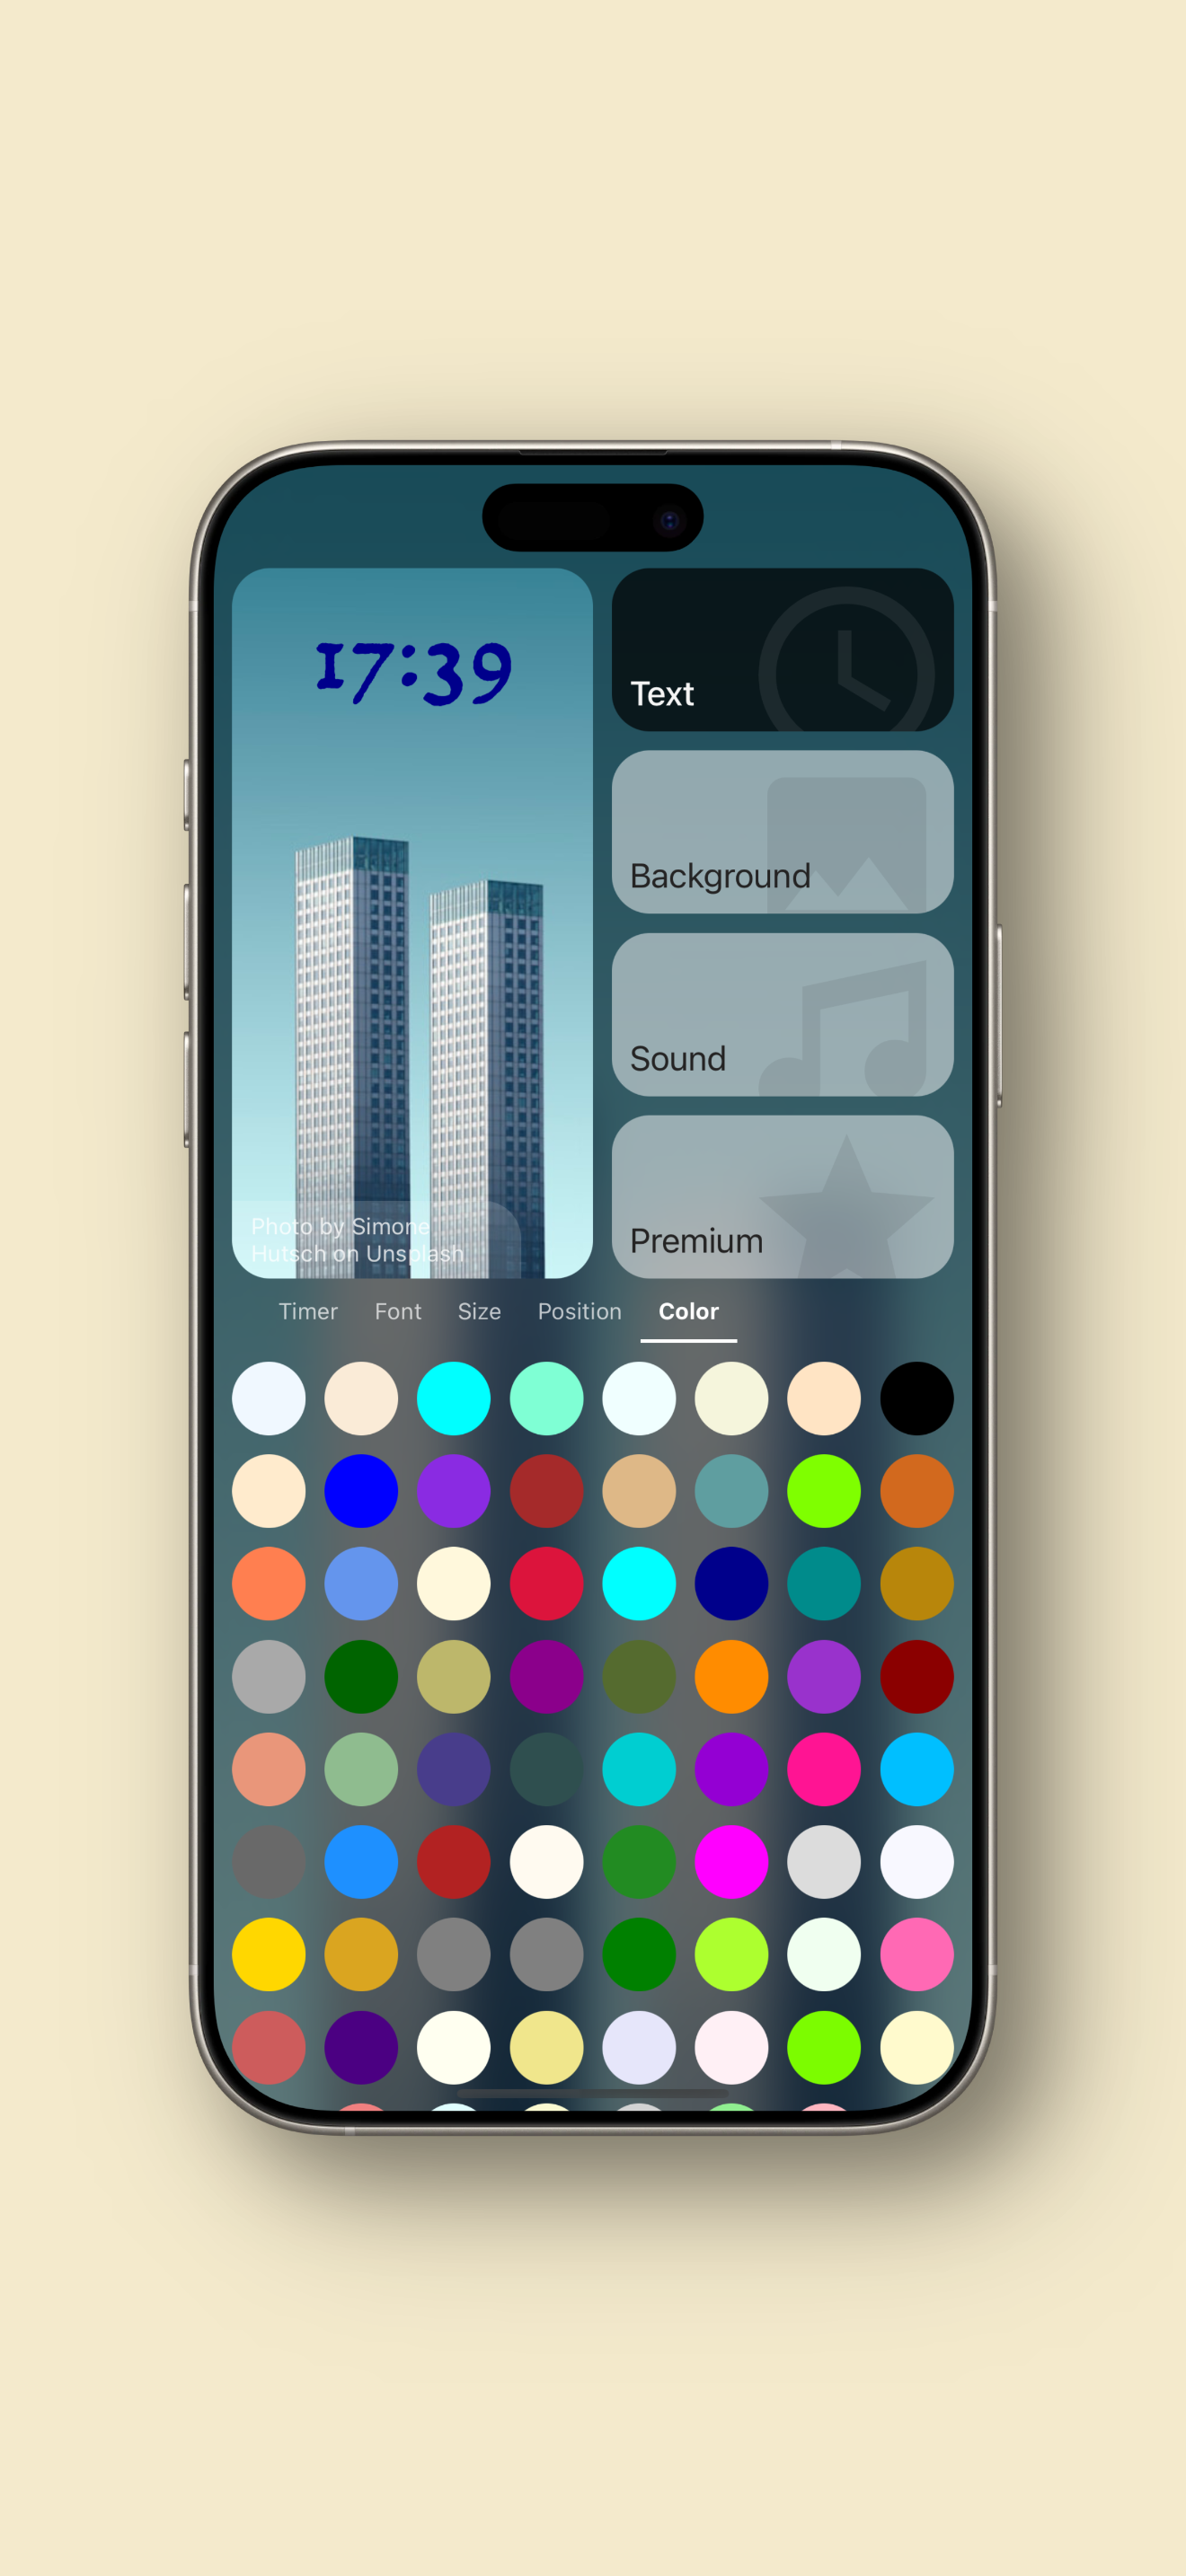 17:39
Text
Background
Sound
Premium
Photo by Simone
Hutsch on Unsplash
Timer Font Size Position Color